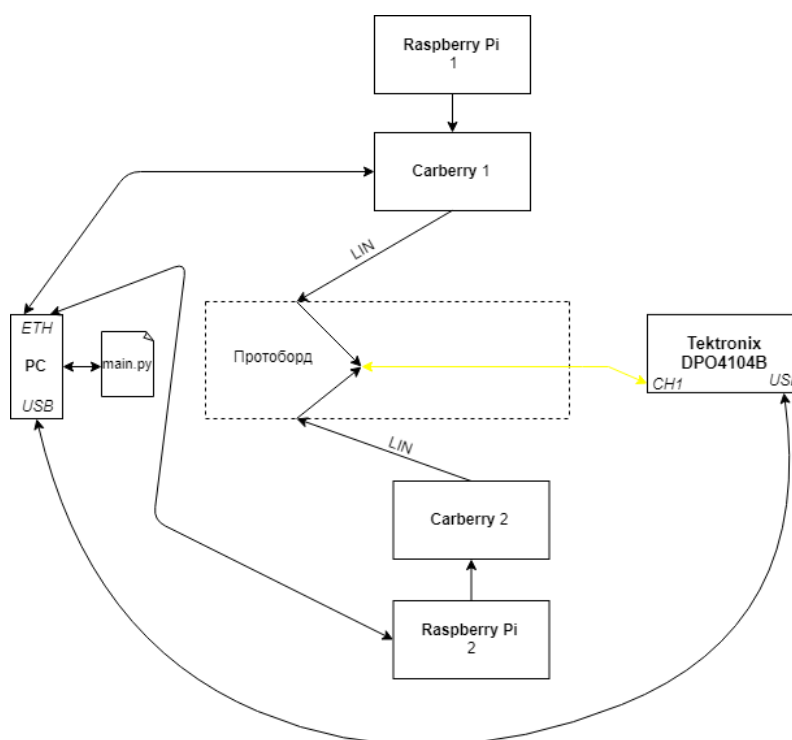 Raspberry Pi
1
Carberry 1
LIN
ETH
PC
USB
main.py
Протоборд
Tektronix
DPO4104B
CH1
LIN
Carberry 2
Raspberry Pi
2